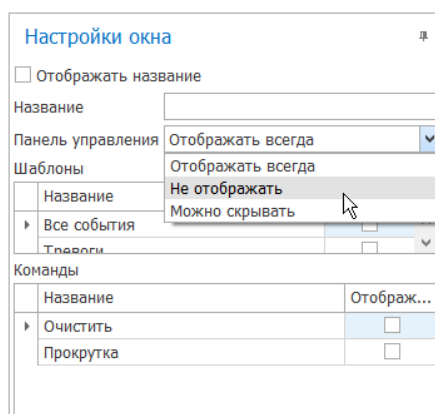 Настройки окна
Отображать название
Название
Панель управления Отображать всегда
Отображать всегда
Не отображать
Можно скрывать
Шаблоны
Название
Все события
Тревоги
Команды
Название Отображ...
Очистить
Прокрутка